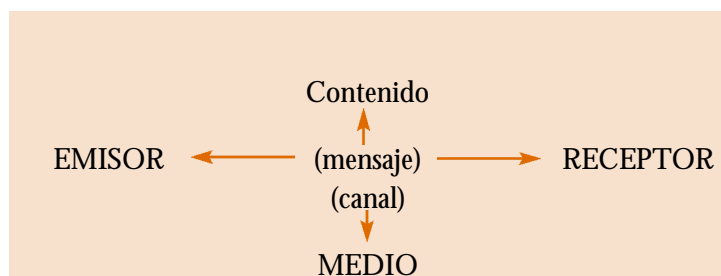 Contenido
EMISOR (mensaje) RECEPTOR
(canal)
MEDIO